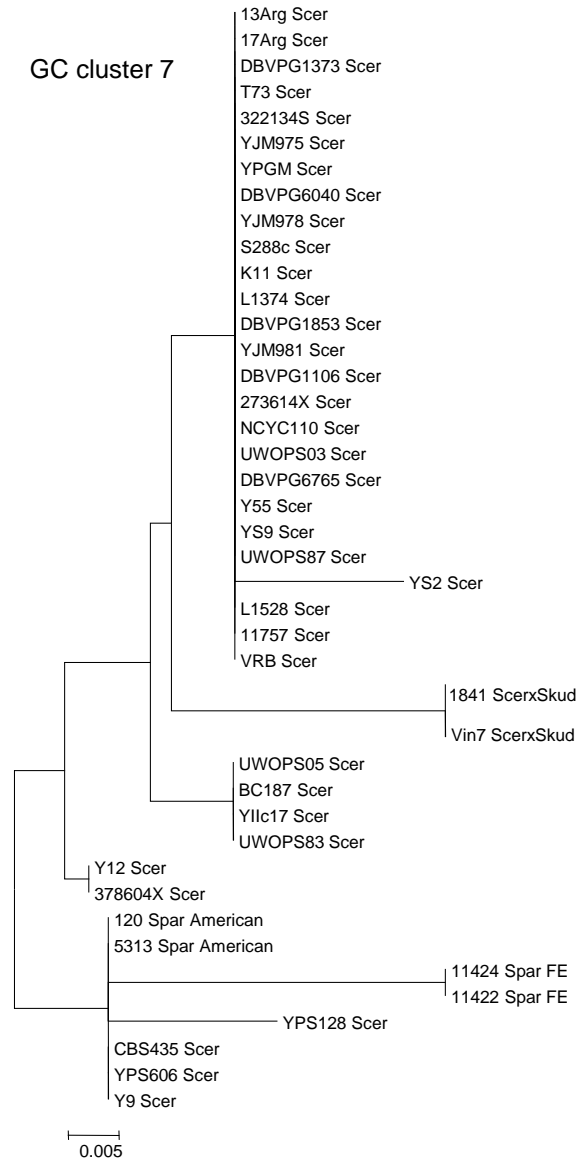 GC cluster 7
13Arg Scer
17Arg Scer
DBVPG1373 Scer
T73 Scer
322134S Scer
YJM975 Scer
YPGM Scer
DBVPG6040 Scer
YJM978 Scer
S288c Scer
K11 Scer
L1374 Scer
DBVPG1853 Scer
YJM981 Scer
DBVPG1106 Scer
273614X Scer
NCYC110 Scer
UWOPS03 Scer
DBVPG6765 Scer
Y55 Scer
YS9 Scer
UWOPS87 Scer
YS2 Scer
L1528 Scer
11757 Scer
VRB Scer
1841 ScerxSkud
Vin7 ScerxSkud
UWOPS05 Scer
BC187 Scer
YIIc17 Scer
UWOPS83 Scer
Y12 Scer
378604X Scer
120 Spar American
5313 Spar American
11424 Spar FE
11422 Spar FE
YPS128 Scer
CBS435 Scer
YPS606 Scer
Y9 Scer
0.005